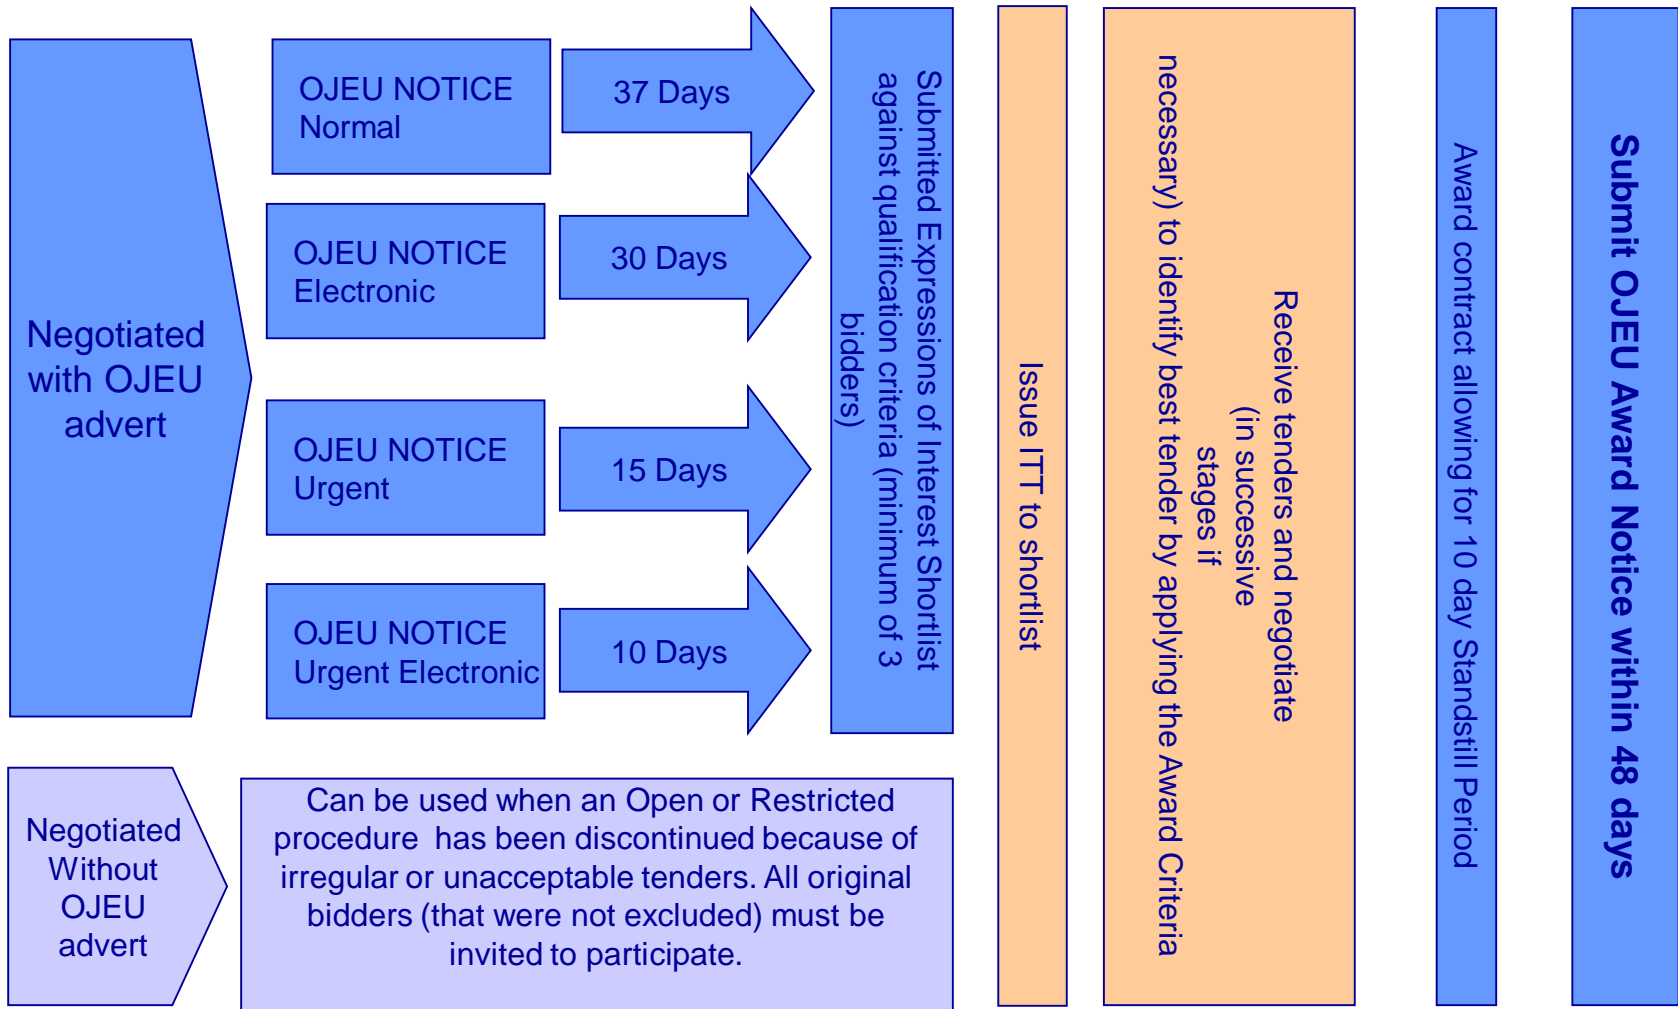 Negotiated
with OJEU
advert
OJEU NOTICE
Normal
37 Days
OJEU NOTICE
Electronic
30 Days
OJEU NOTICE
Urgent
15 Days
OJEU NOTICE
Urgent Electronic
10 Days
Submitted Expressions of Interest Shortlist
against qualification criteria (minimum of 3
bidders)
Issue ITT to shortlist
Receive tenders and negotiate
(in successive
stages if
necessary) to identify best tender by applying the Award Criteria
Award contract allowing for 10 day Standstill Period
Submit OJEU Award Notice within 48 days
Negotiated
Without
OJEU
advert
Can be used when an Open or Restricted
procedure has been discontinued because of
irregular or unacceptable tenders. All original
bidders (that were not excluded) must be
invited to participate.